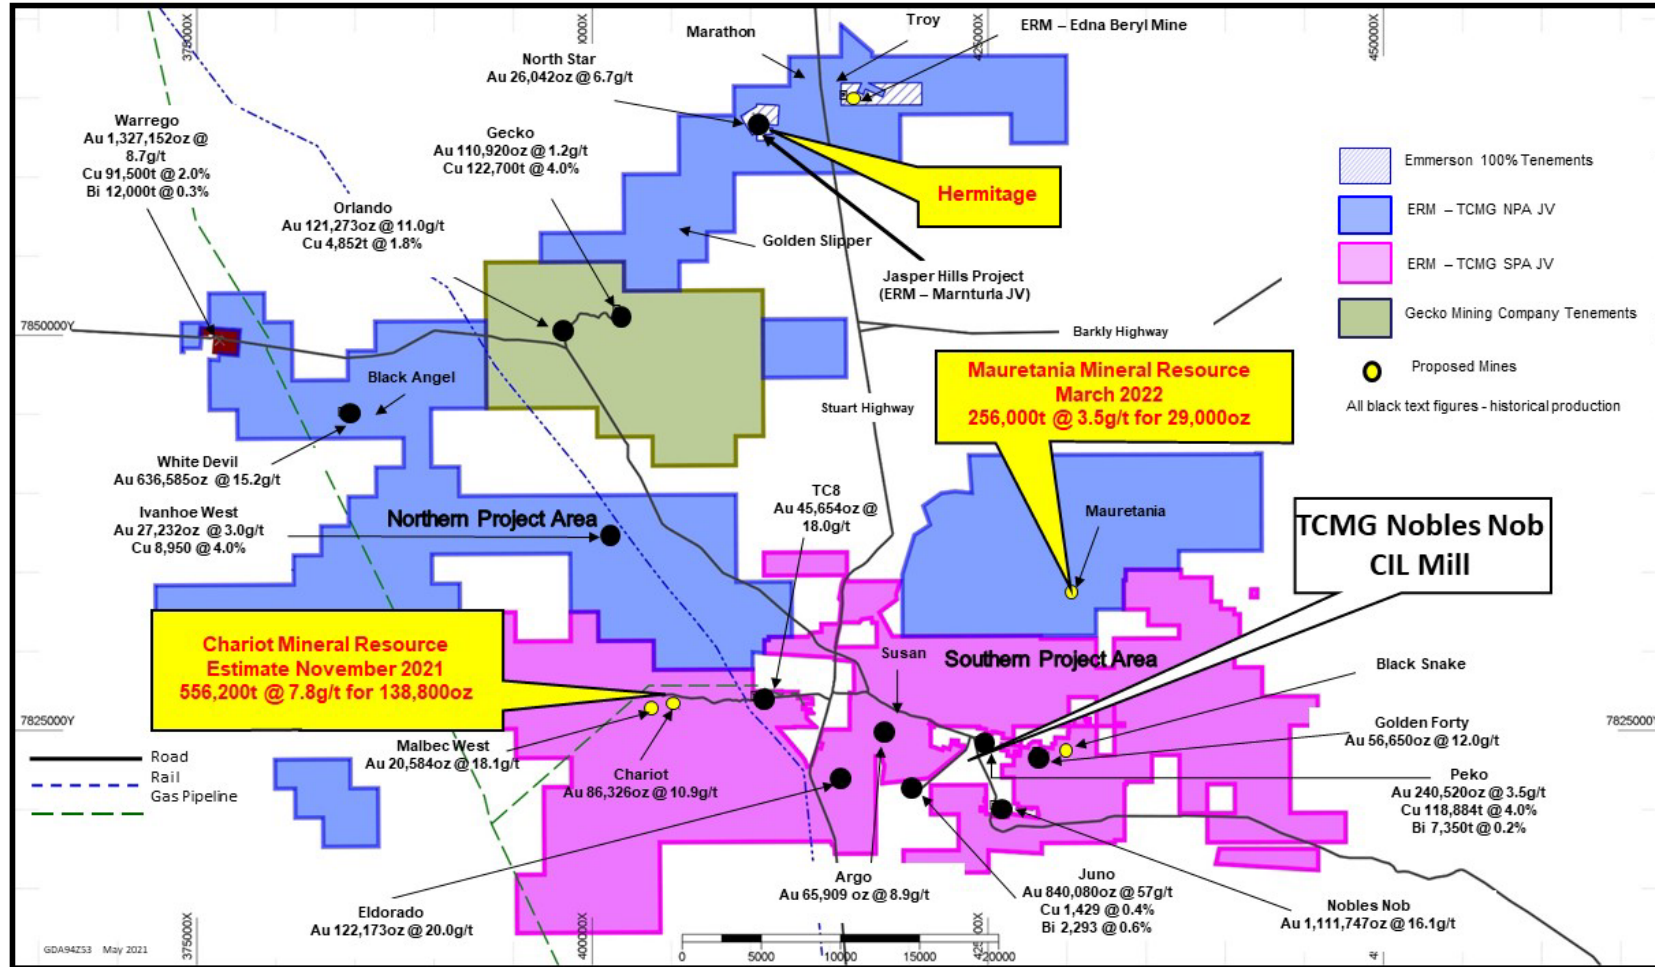 375000X
400000X
425000X
450000X
Marathon
Troy
ERM – Edna Beryl Mine
North Star
Au 26,042oz @ 6.7g/t
Warrego
Au 1,327,152oz @
8.7g/t
Cu 91,500t @ 2.0%
Bi 12,000t @ 0.3%
Gecko
Au 110,920oz @ 1.2g/t
Cu 122,700t @ 4.0%
Orlando
Au 121,273oz @ 11.0g/t
Cu 4,852t @ 1.8%
Hermitage
Golden Slipper
Jasper Hills Project
(ERM – Marnturla JV)
Emmerson 100% Tenements
ERM – TCMG NPA JV
ERM – TCMG SPA JV
Gecko Mining Company Tenements
Proposed Mines
All black text figures - historical production
7850000Y
Barkly Highway
Black Angel
Stuart Highway
Mauretania Mineral Resource
March 2022
256,000t @ 3.5g/t for 29,000oz
White Devil
Au 636,585oz @ 15.2g/t
Ivanhoe West
Au 27,232oz @ 3.0g/t
Cu 8,950 @ 4.0%
Northern Project Area
TC8
Au 45,654oz @
18.0g/t
Mauretania
TCMG Nobles Nob
CIL Mill
Chariot Mineral Resource
Estimate November 2021
556,200t @ 7.8g/t for 138,800oz
Susan
Southern Project Area
Black Snake
7825000Y
7825000Y
Golden Forty
Au 56,650oz @ 12.0g/t
Malbec West
Au 20,584oz @ 18.1g/t
Chariot
Au 86,326oz @ 10.9g/t
Peko
Au 240,520oz @ 3.5g/t
Cu 118,884t @ 4.0%
Bi 7,350t @ 0.2%
Road
Rail
Gas Pipeline
Eldorado
Au 122,173oz @ 20.0g/t
Argo
Au 65,909 oz @ 8.9g/t
Juno
Au 840,080oz @ 57g/t
Cu 1,429 @ 0.4%
Bi 2,293 @ 0.6%
Nobles Nob
Au 1,111,747oz @ 16.1g/t
GDA94Z53 May 2021
375000X
400000X
425000X
0 5000 10000 15000 20000